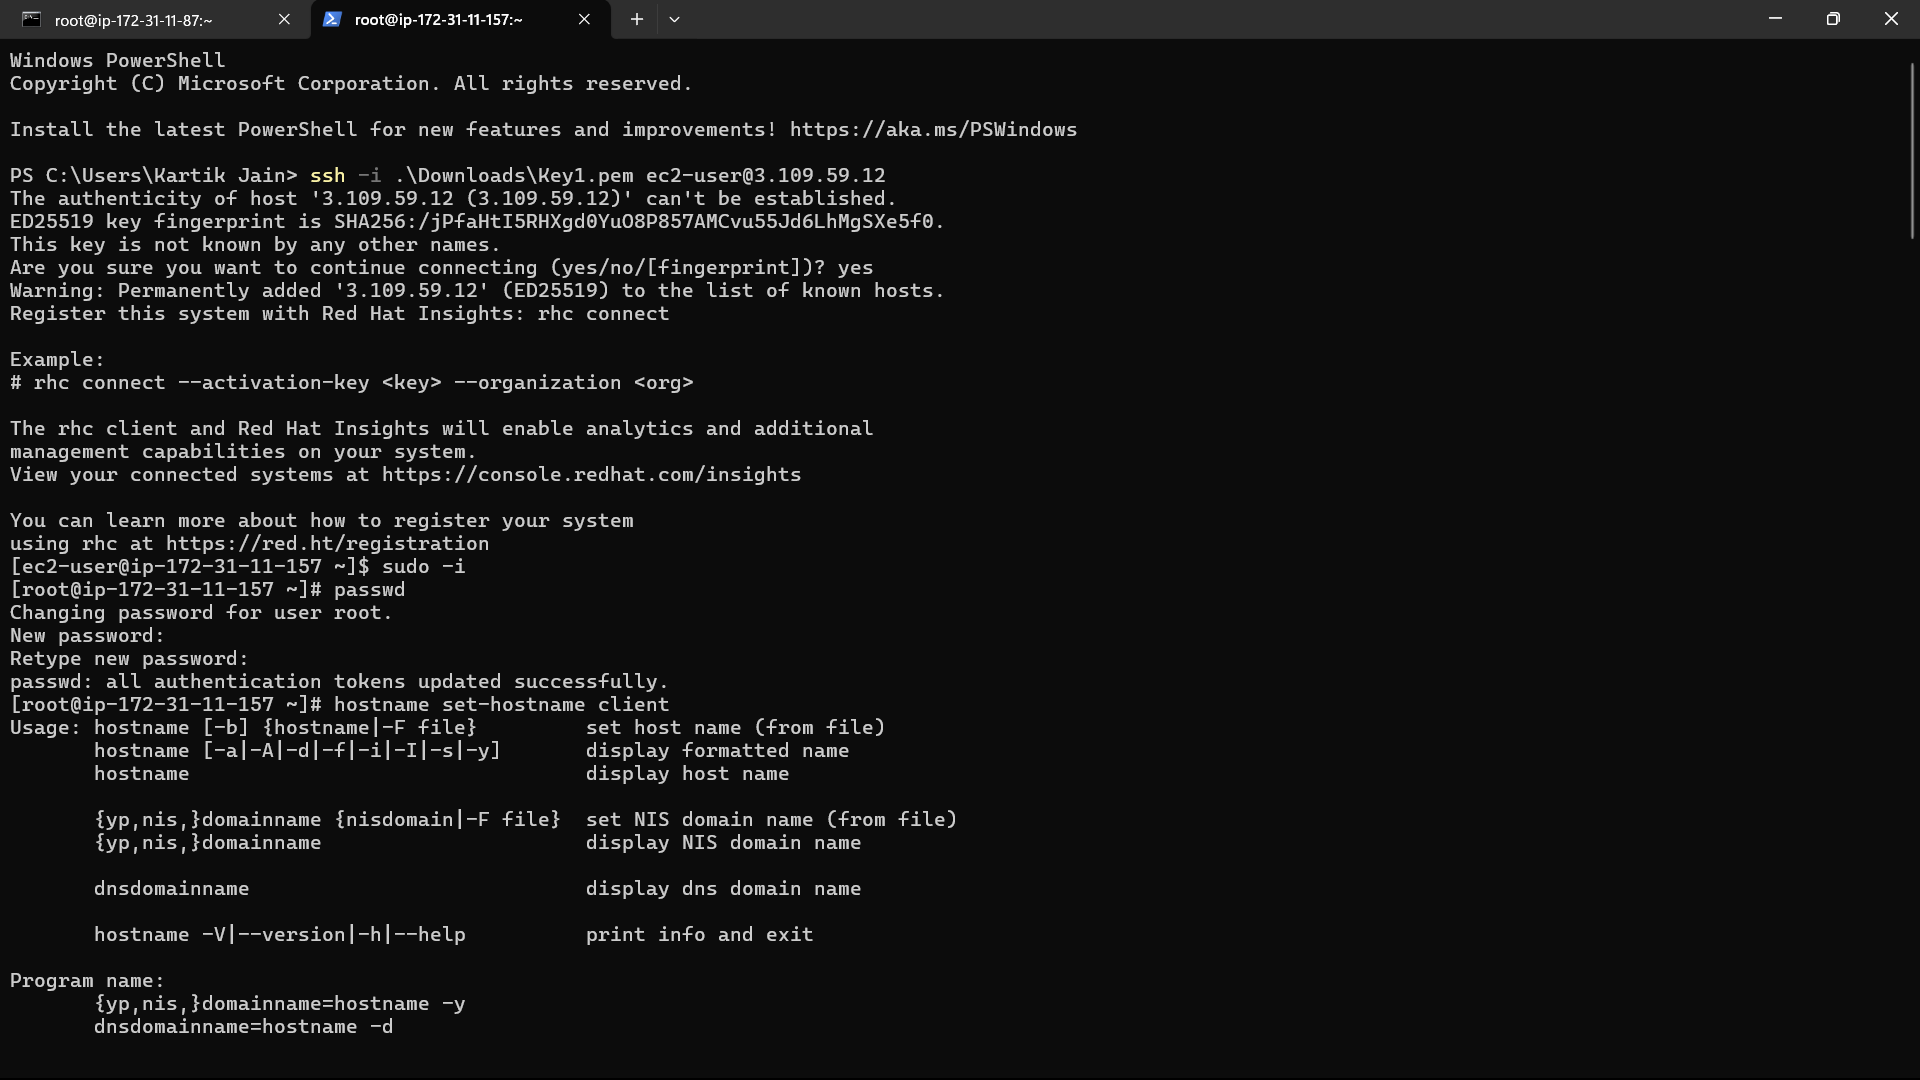 root@ip-172-31-11-87:~
root@ip-172-31-11-157:~
Windows PowerShell
Copyright (C) Microsoft Corporation. All rights reserved.
Install the latest PowerShell for new features and improvements! https://aka.ms/PSWindows
PS C:\Users\Kartik Jain> ssh -i .\Downloads\Key1.pem ec2-user@3.109.59.12
The authenticity of host '3.109.59.12 (3.109.59.12)' can't be established.
ED25519 key fingerprint is SHA256:/jPfaHtI5RHXgd0YuO8P857AMCvu55Jd6LhMgSXe5f0.
This key is not known by any other names.
Are you sure you want to continue connecting (yes/no/[fingerprint])? yes
Warning: Permanently added '3.109.59.12' (ED25519) to the list of known hosts.
Register this system with Red Hat Insights: rhc connect
Example:
# rhc connect --activation-key <key> --organization <org>
The rhc client and Red Hat Insights will enable analytics and additional
management capabilities on your system.
View your connected systems at https://console.redhat.com/insights
You can learn more about how to register your system
using rhc at https://red.ht/registration
[ec2-user@ip-172-31-11-157 ~]$ sudo -i
[root@ip-172-31-11-157 ~]# passwd
Changing password for user root.
New password:
Retype new password:
passwd: all authentication tokens updated successfully.
[root@ip-172-31-11-157 ~]# hostname set-hostname client
Usage: hostname [-b] {hostname|-F file}         set host name (from file)
       hostname [-a|-A|-d|-f|-i|-I|-s|-y]       display formatted name
       hostname                                 display host name
       {yp,nis,}domainname {nisdomain|-F file}  set NIS domain name (from file)
       {yp,nis,}domainname                      display NIS domain name
       dnsdomainname                            display dns domain name
       hostname -V|--version|-h|--help          print info and exit
Program name:
       {yp,nis,}domainname=hostname -y
       dnsdomainname=hostname -d